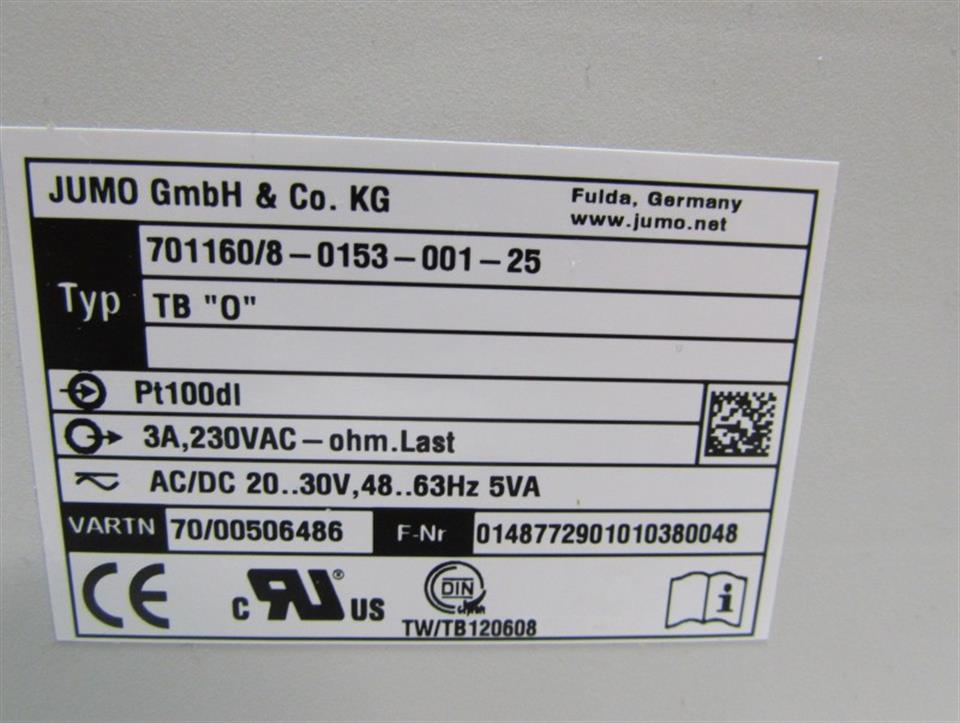 JUMO GmbH & Co. KG
Fulda, Germany
www.jumo.net
Typ
701160/8-0153-001-25
TB "0"
Pt100dl
3A,230VAC-ohm.Last
AC/DC 20..30V,48..63Hz 5VA
VARTN 70/00506486 F-Nr 0148772901010380048
CE
c RU® US
DIN
TW/TB120608
i